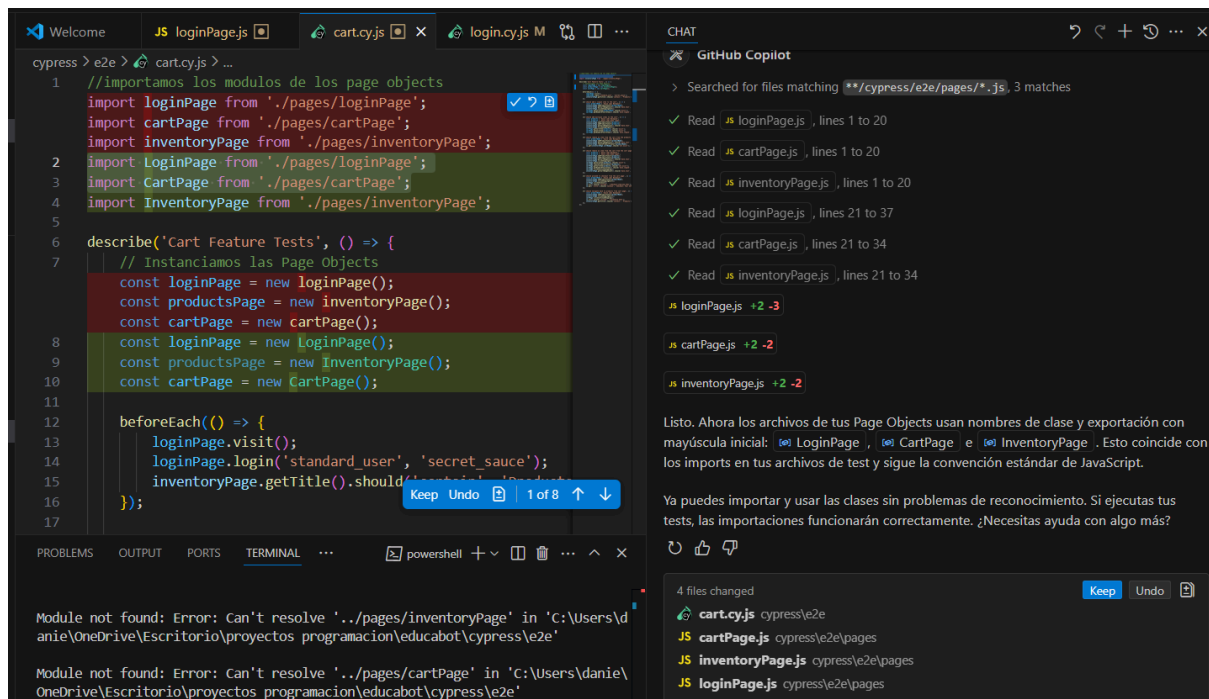 Welcome
JS loginPage.js
cart.cy.js
login.cy.js M
cypress > e2e > cart.cy.js > ...
1 //importamos los modulos de los page objects
import loginPage from './pages/loginPage';
import cartPage from './pages/cartPage';
import inventoryPage from './pages/inventoryPage';
2 import LoginPage from './pages/loginPage';
3 import CartPage from './pages/cartPage';
4 import InventoryPage from './pages/inventoryPage';
5
6 describe('Cart Feature Tests', () => {
7 // Instanciamos las Page Objects
const loginPage = new loginPage();
const productsPage = new inventoryPage();
const cartPage = new cartPage();
8 const loginPage = new LoginPage();
9 const productsPage = new InventoryPage();
10 const cartPage = new CartPage();
11
12 beforeEach(() => {
13 loginPage.visit();
14 loginPage.login('standard_user', 'secret_sauce');
15 inventoryPage.getTitle().should(
Keep Undo 1 of 8
16 });
17
PROBLEMS OUTPUT PORTS TERMINAL ... powershell
Module not found: Error: Can't resolve '../pages/inventoryPage' in 'C:\Users\d
anie\OneDrive\Escritorio\proyectos programacion\educabot\cypress\e2e'
Module not found: Error: Can't resolve '../pages/cartPage' in 'C:\Users\danie\
OneDrive\Escritorio\proyectos programacion\educabot\cypress\e2e'
CHAT
GitHub Copilot
Searched for files matching **/cypress/e2e/pages/*.js, 3 matches
Read JS loginPage.js , lines 1 to 20
Read JS cartPage.js , lines 1 to 20
Read JS inventoryPage.js , lines 1 to 20
Read JS loginPage.js , lines 21 to 37
Read JS cartPage.js , lines 21 to 34
Read JS inventoryPage.js , lines 21 to 34
JS loginPage.js +2 -3
JS cartPage.js +2 -2
JS inventoryPage.js +2 -2
Listo. Ahora los archivos de tus Page Objects usan nombres de clase y exportación con
mayúscula inicial: LoginPage , CartPage e InventoryPage . Esto coincide con
los imports en tus archivos de test y sigue la convención estándar de JavaScript.
Ya puedes importar y usar las clases sin problemas de reconocimiento. Si ejecutas tus
tests, las importaciones funcionarán correctamente. ¿Necesitas ayuda con algo más?
4 files changed Keep Undo
cart.cy.js cypress\e2e
JS cartPage.js cypress\e2e\pages
JS inventoryPage.js cypress\e2e\pages
JS loginPage.js cypress\e2e\pages